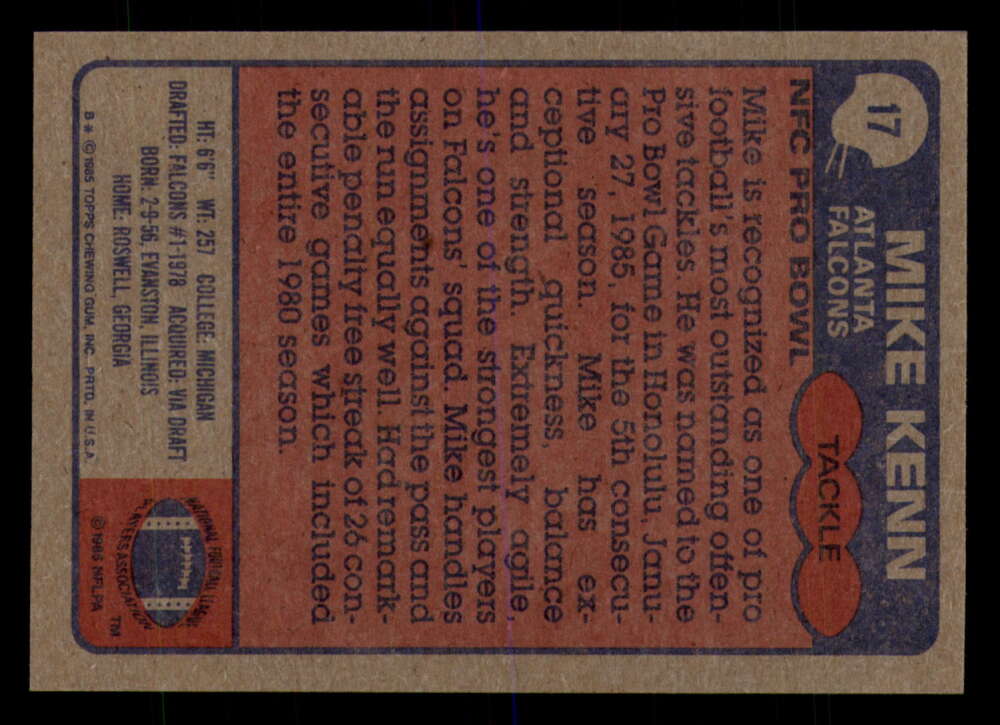 17
MIKE KENN
ATLANTA
FALCONS
TACKLE
NFC PRO BOWL
Mike is recognized as one of pro
football's most outstanding offen-
sive tackles. He was named to the
Pro Bowl Game in Honolulu, Janu-
ary 27, 1985, for the 5th consecu-
tive season. Mike has ex-
ceptional quickness, balance
and strength. Extremely agile,
he's one of the strongest players
on Falcons' squad. Mike handles
assignments against the pass and
the run equally well. Had remark-
able penalty free streak of 26 con-
secutive games which included
the entire 1980 season.
HT: 6'6" WT: 257 COLLEGE: MICHIGAN
DRAFTED: FALCONS #1-1978 ACQUIRED: VIA DRAFT
BORN: 2-9-56, EVANSTON, ILLINOIS
HOME: ROSWELL, GEORGIA
B * © 1985 TOPPS CHEWING GUM, INC. PRTD. IN U.S.A.
NATIONAL FOOTBALL LEAGUE
PLAYERS ASSOCIATION
TM
© 1985 NFLPA